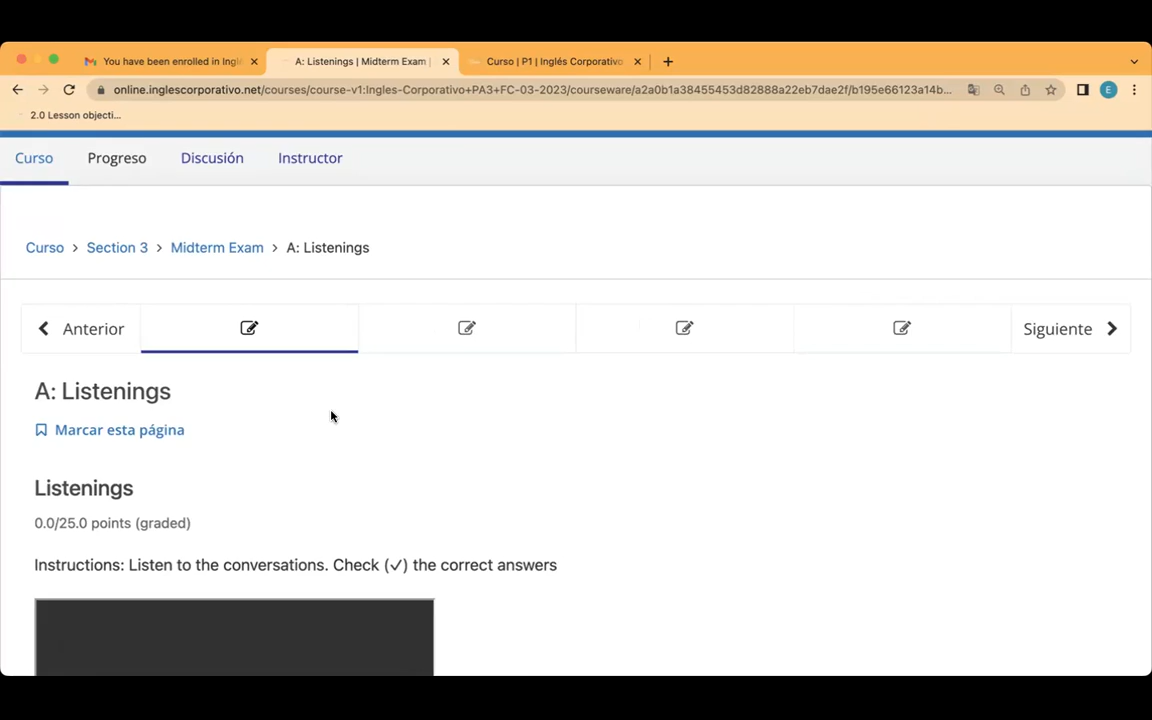 You have been enrolled in Ingl
A: Listenings | Midterm Exam |
Curso | P1 | Inglés Corporativo
online.inglescorporativo.net/courses/course-v1:Ingles-Corporativo+PA3+FC-03-2023/courseware/a2a0b1a38455453d82888a22eb7dae2f/b195e66123a14b...
E
2.0 Lesson objecti...
Curso Progreso Discusión Instructor
Curso > Section 3 > Midterm Exam > A: Listenings
Anterior Siguiente
A: Listenings
Marcar esta página
Listenings
0.0/25.0 points (graded)
Instructions: Listen to the conversations. Check (✓) the correct answers